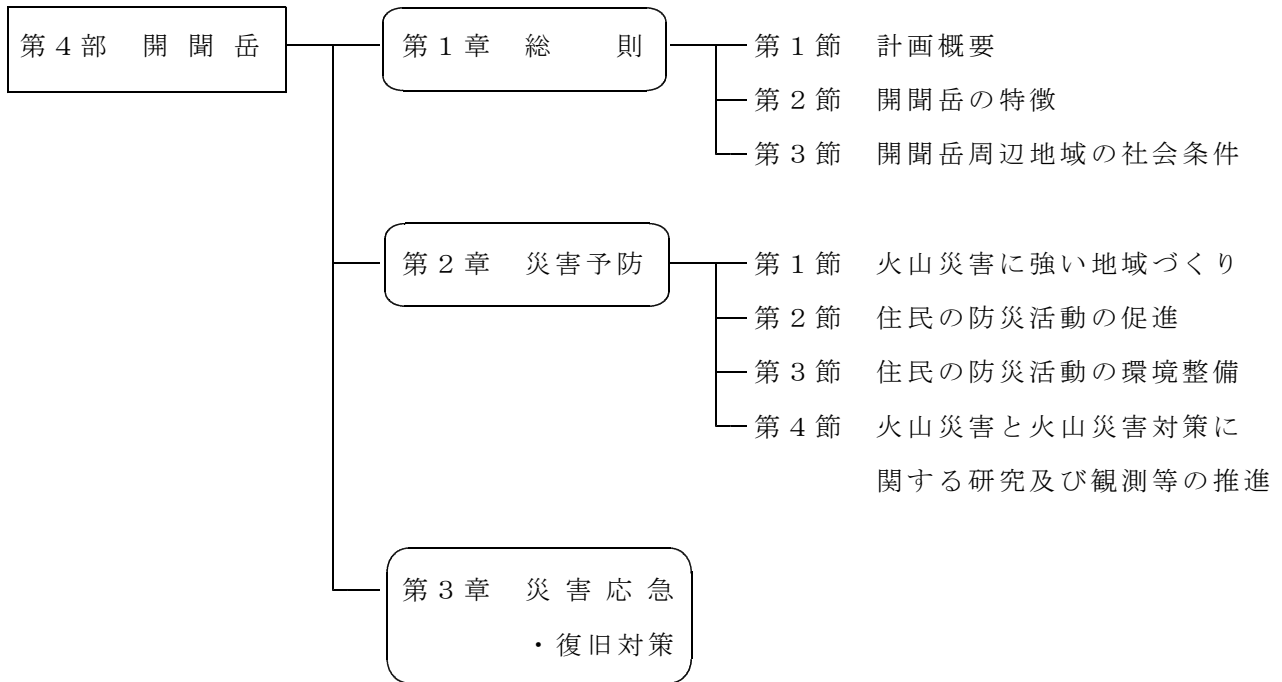 第４部　開聞岳
第１章　総　則
第１節　計画概要
第２節　開聞岳の特徴
第３節　開聞岳周辺地域の社会条件
第２章　災害予防
第１節　火山災害に強い地域づくり
第２節　住民の防災活動の促進
第３節　住民の防災活動の環境整備
第４節　火山災害と火山災害対策に
関する研究及び観測等の推進
第３章　災害応急
・復旧対策